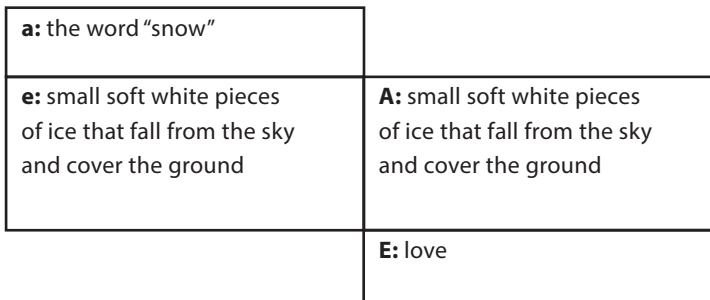 a: the word “snow”
e: small soft white pieces
of ice that fall from the sky
and cover the ground
A: small soft white pieces
of ice that fall from the sky
and cover the ground
E: love